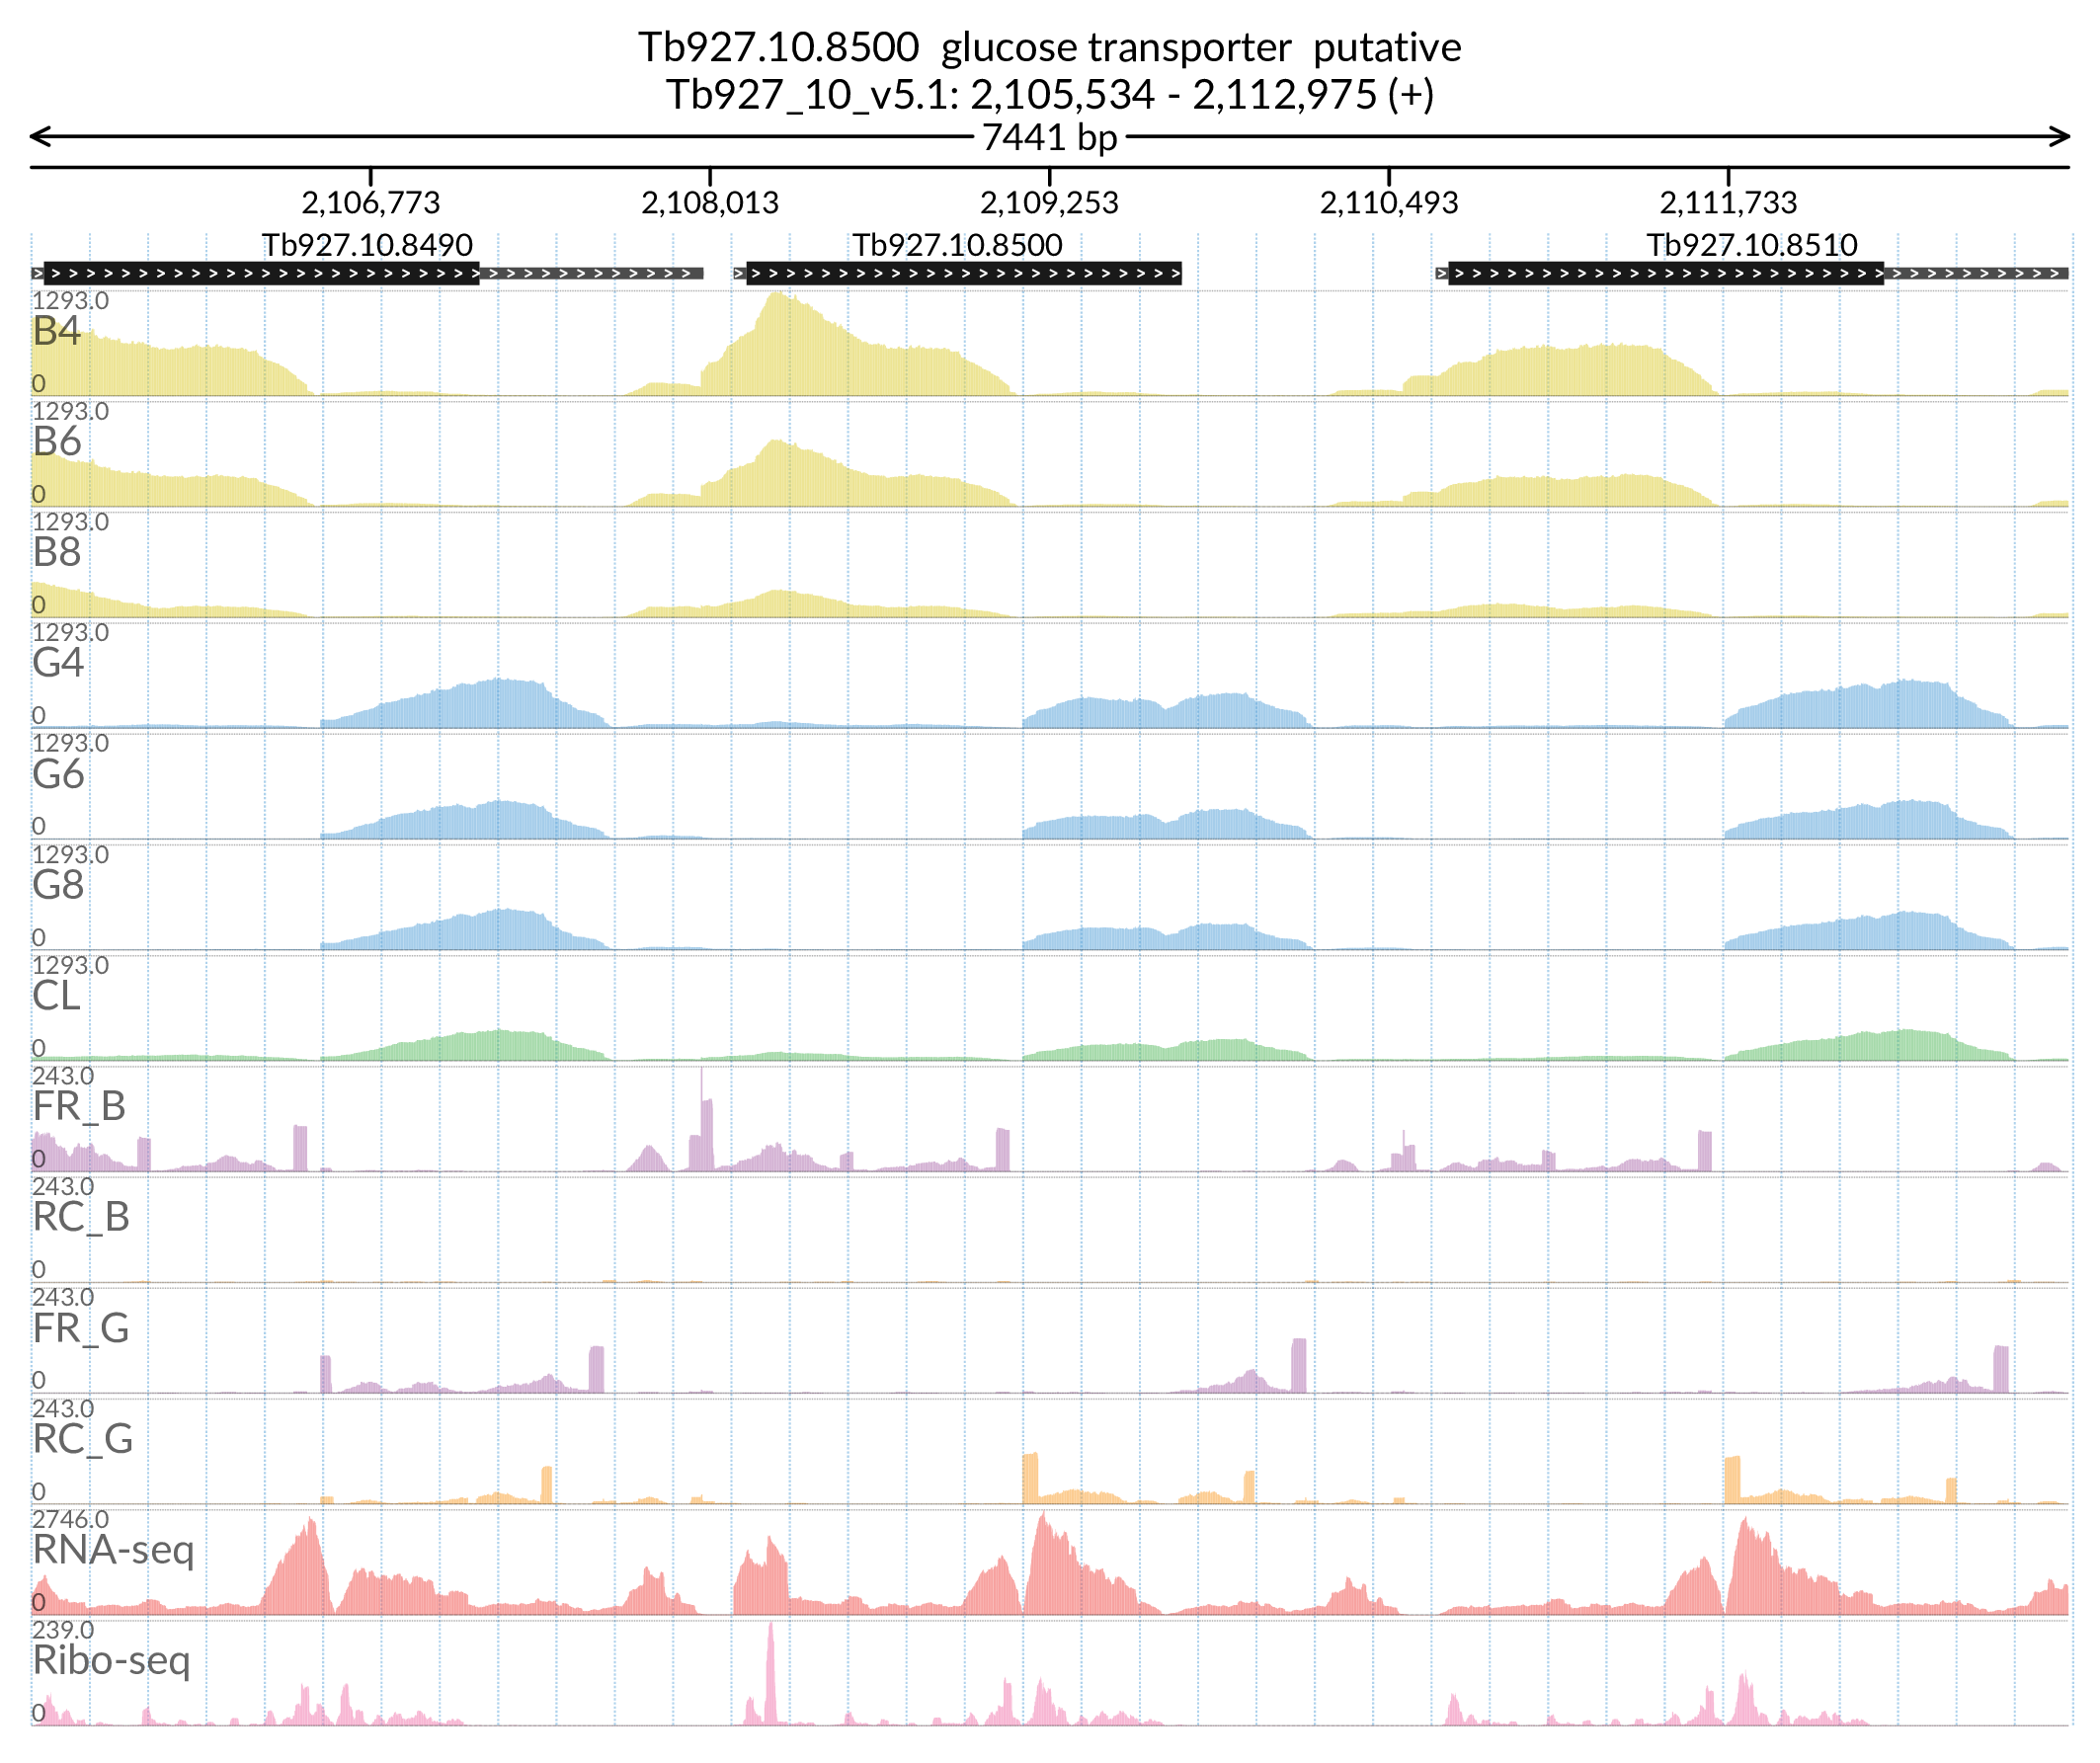 Tb927.10.8500  glucose transporter  putative
Tb927_10_v5.1: 2,105,534 - 2,112,975 (+)
7441 bp
2,106,773 2,108,013 2,109,253 2,110,493 2,111,733
Tb927.10.8490 Tb927.10.8500 Tb927.10.8510
1293.0
B4
0
1293.0
B6
0
1293.0
B8
0
1293.0
G4
0
1293.0
G6
0
1293.0
G8
0
1293.0
CL
0
243.0
FR_B
0
243.0
RC_B
0
243.0
FR_G
0
243.0
RC_G
0
2746.0
RNA-seq
0
239.0
Ribo-seq
0